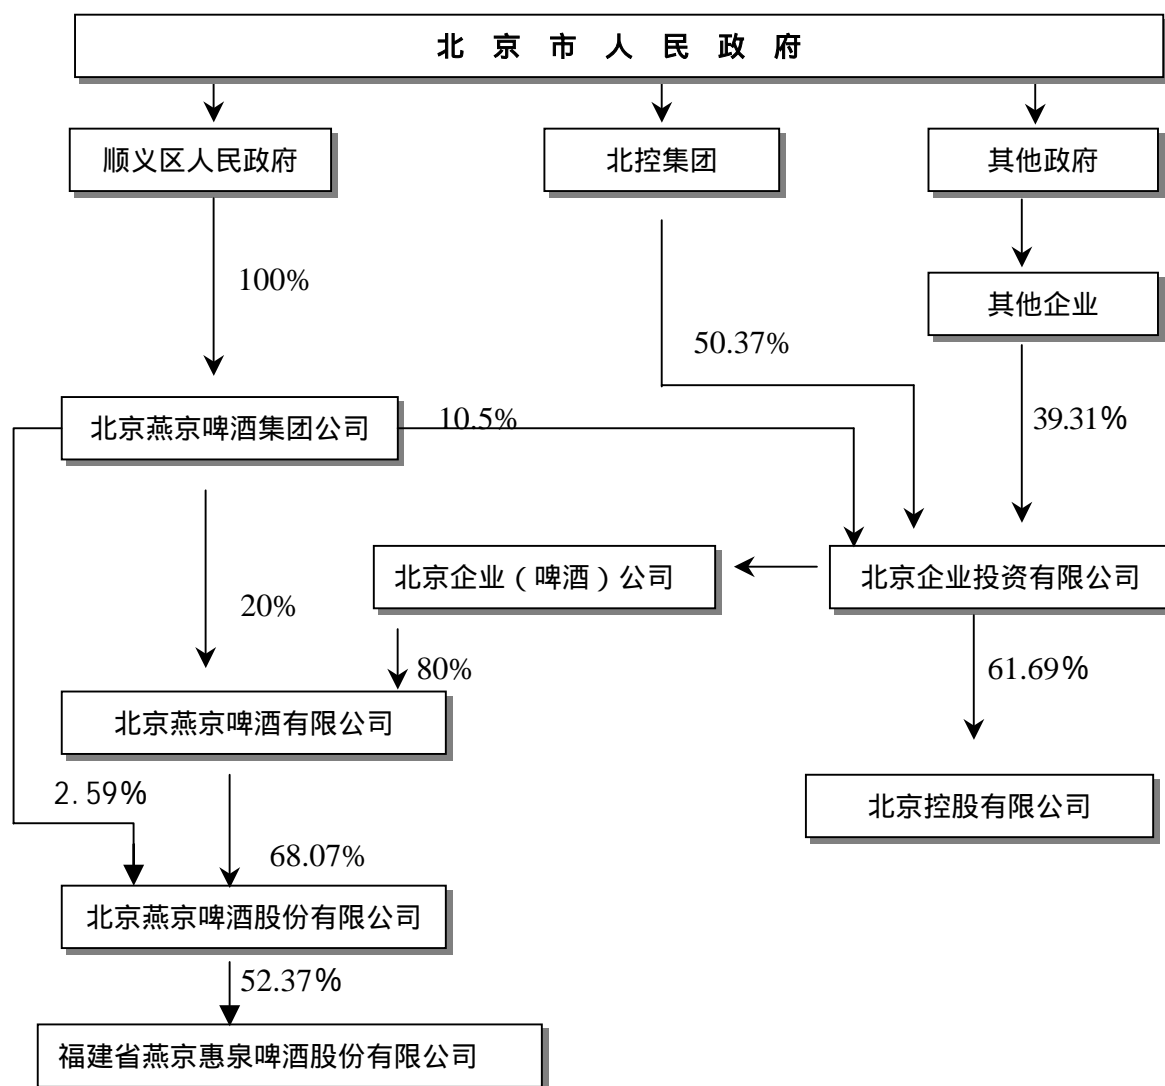 北京市人民政府
顺义区人民政府
北控集团
其他政府
100%
其他企业
50.37%
北京燕京啤酒集团公司
10.5%
39.31%
北京企业（啤酒）公司
北京企业投资有限公司
20%
80%
61.69%
北京燕京啤酒有限公司
2.59%
北京控股有限公司
68.07%
北京燕京啤酒股份有限公司
52.37%
福建省燕京惠泉啤酒股份有限公司